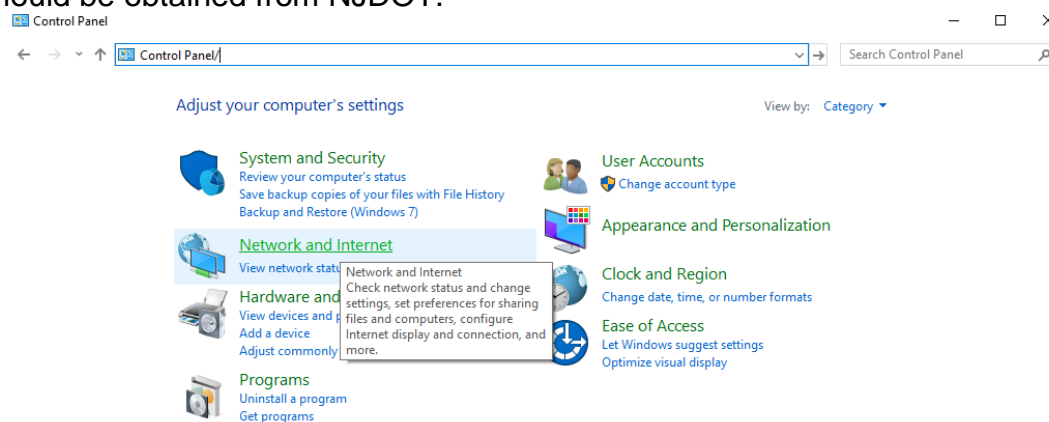 ould be obtained from NJDOT.
Control Panel
Control Panel/
Search Control Panel
Adjust your computer's settings
View by: Category
System and Security
Review your computer's status
Save backup copies of your files with File History
Backup and Restore (Windows 7)
Network and Internet
View network statu
Network and Internet
Check network status and change
settings, set preferences for sharing
files and computers, configure
Internet display and connection, and
more.
Hardware and
View devices and p
Add a device
Adjust commonly
Programs
Uninstall a program
Get programs
User Accounts
Change account type
Appearance and Personalization
Clock and Region
Change date, time, or number formats
Ease of Access
Let Windows suggest settings
Optimize visual display